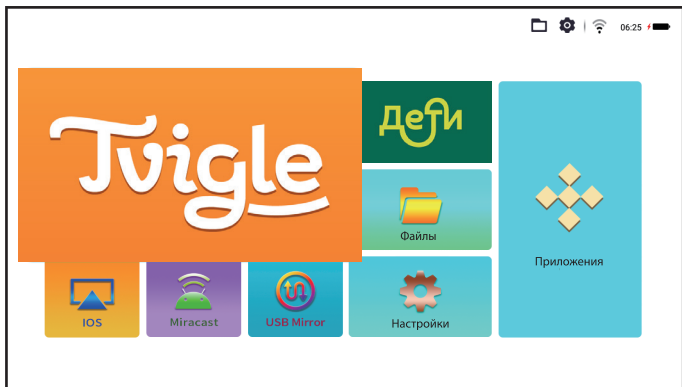 06:25
Tvigle
Дети
Файлы
Приложения
IOS
Miracast
USB Mirror
Настройки